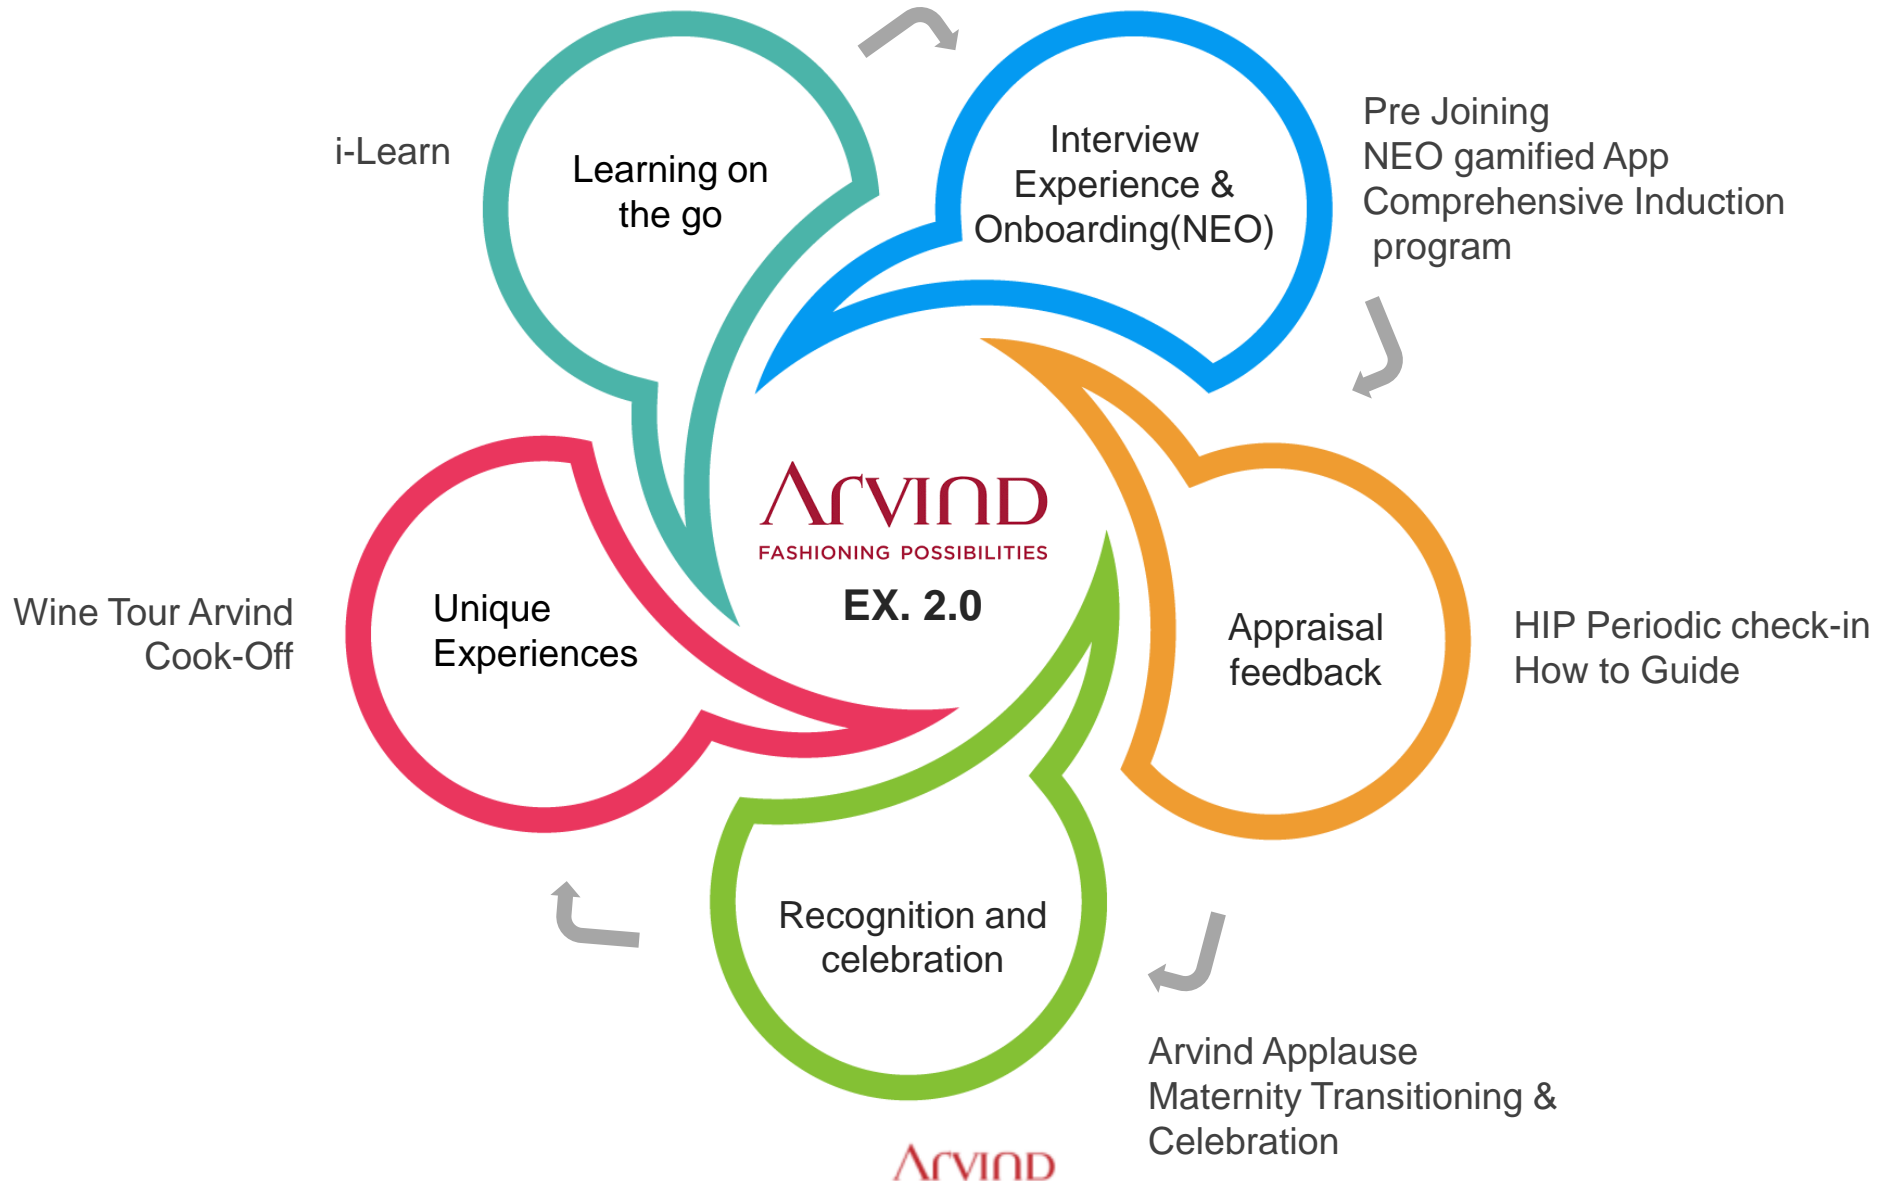 i-Learn
Learning on
the go
Interview
Experience &
Onboarding(NEO)
Pre Joining
NEO gamified App
Comprehensive Induction
program
ARVIND
FASHIONING POSSIBILITIES
EX. 2.0
Wine Tour Arvind
Cook-Off
Unique
Experiences
Appraisal
feedback
HIP Periodic check-in
How to Guide
Recognition and
celebration
Arvind Applause
Maternity Transitioning &
Celebration
ARVIND